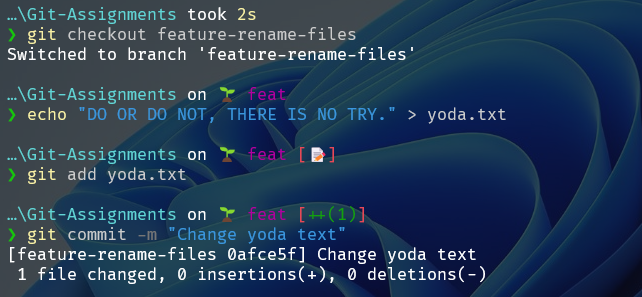 …\Git-Assignments took 2s
❯ git checkout feature-rename-files
Switched to branch 'feature-rename-files'
…\Git-Assignments on 🌱 feat
❯ echo "DO OR DO NOT, THERE IS NO TRY." > yoda.txt
…\Git-Assignments on 🌱 feat [📝]
❯ git add yoda.txt
…\Git-Assignments on 🌱 feat [++(1)]
❯ git commit -m "Change yoda text"
[feature-rename-files 0afce5f] Change yoda text
 1 file changed, 0 insertions(+), 0 deletions(-)